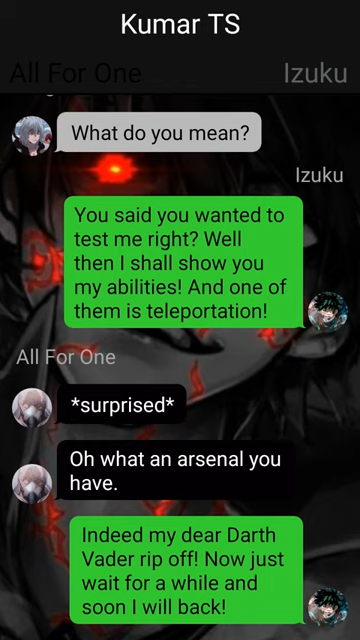 Kumar TS
All For One
Izuku
What do you mean?
Izuku
You said you wanted to
test me right? Well
then I shall show you
my abilities! And one of
them is teleportation!
All For One
*surprised*
Oh what an arsenal you
have.
Indeed my dear Darth
Vader rip off! Now just
wait for a while and
soon I will back!